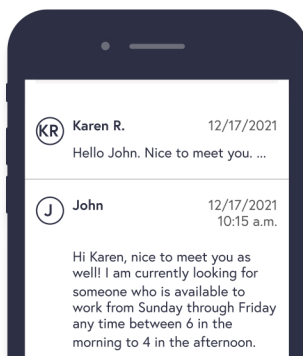 KR
Karen R.
12/17/2021
Hello John. Nice to meet you. ...
J
John
12/17/2021
10:15 a.m.
Hi Karen, nice to meet you as
well! I am currently looking for
someone who is available to
work from Sunday through Friday
any time between 6 in the
morning to 4 in the afternoon.